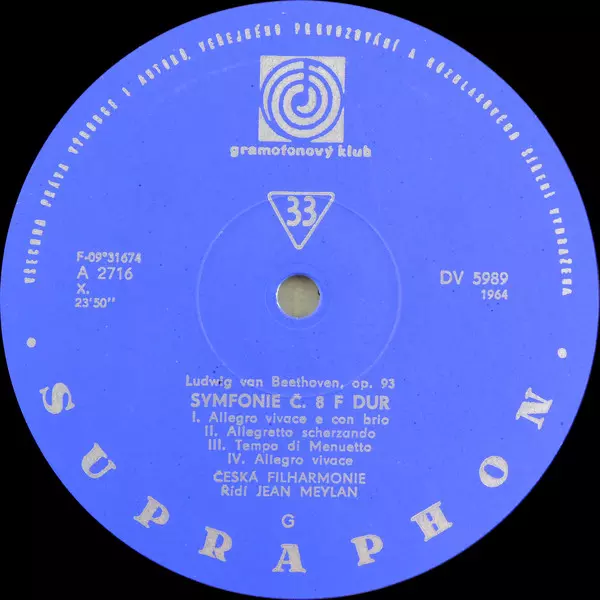 VŠECHNA PRÁVA VÝROBCE I AUTORŮ, VEŘEJNÉHO PROVOZOVÁNÍ A ROZHLASOVÉHO ŠÍŘENÍ VYHRAZENA
gramofonový klub
33
F-09*31674
A 2716
X.
23'50"
DV 5989
1964
Ludwig van Beethoven, op. 93
SYMFONIE Č. 8 F DUR
I. Allegro vivace e con brio
II. Allegretto scherzando
III. Tempo di Menuetto
IV. Allegro vivace
ČESKÁ FILHARMONIE
Řídí JEAN MEYLAN
G
• SUPRAPHON •